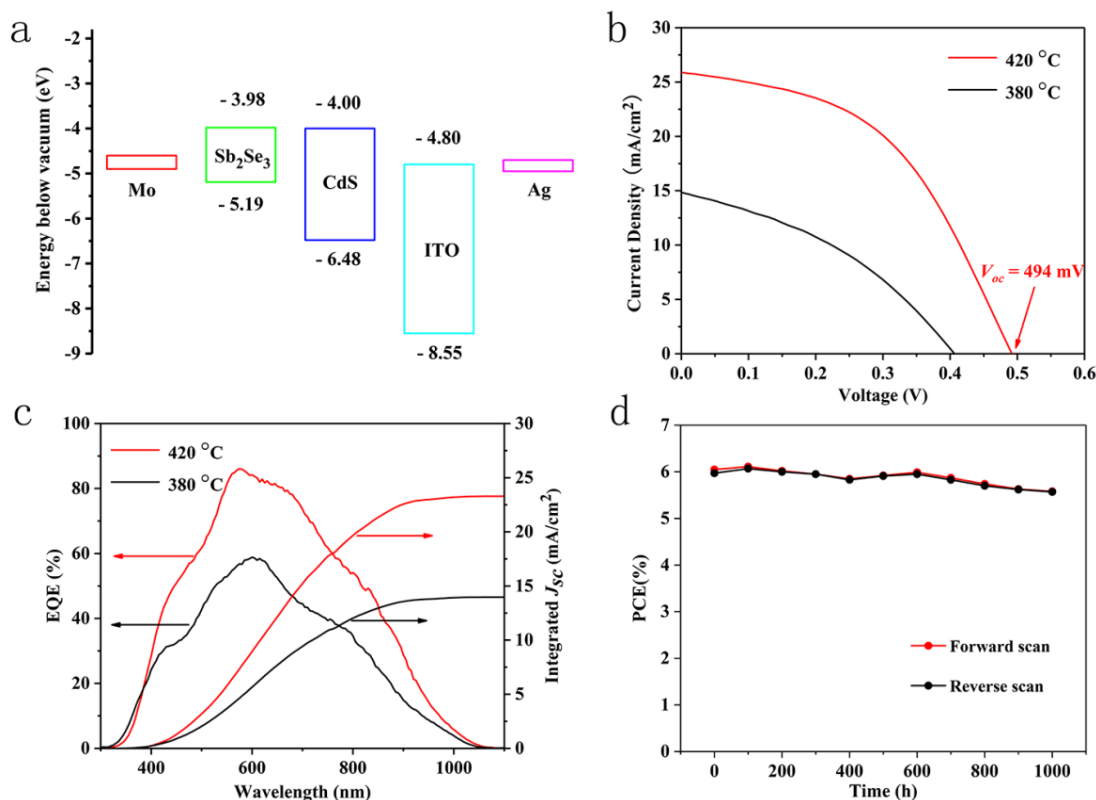 a
-2
-3
-4
-5
-6
-7
-8
-9
Energy below vacuum (eV)
- 3.98
- 4.00
- 4.80
Sb₂Se₃
Mo
CdS
Ag
- 5.19
ITO
- 6.48
- 8.55
b
30
25
20
15
10
5
0
Current Density (mA/cm²)
420 °C
380 °C
V_oc = 494 mV
0.0 0.1 0.2 0.3 0.4 0.5 0.6
Voltage (V)
c
100
80
60
40
20
0
EQE (%)
420 °C
380 °C
30
25
20
15
10
5
0
Integrated J_SC (mA/cm²)
400 600 800 1000
Wavelength (nm)
d
7
6
5
4
3
2
1
0
PCE(%)
Forward scan
Reverse scan
0 200 400 600 800 1000
Time (h)